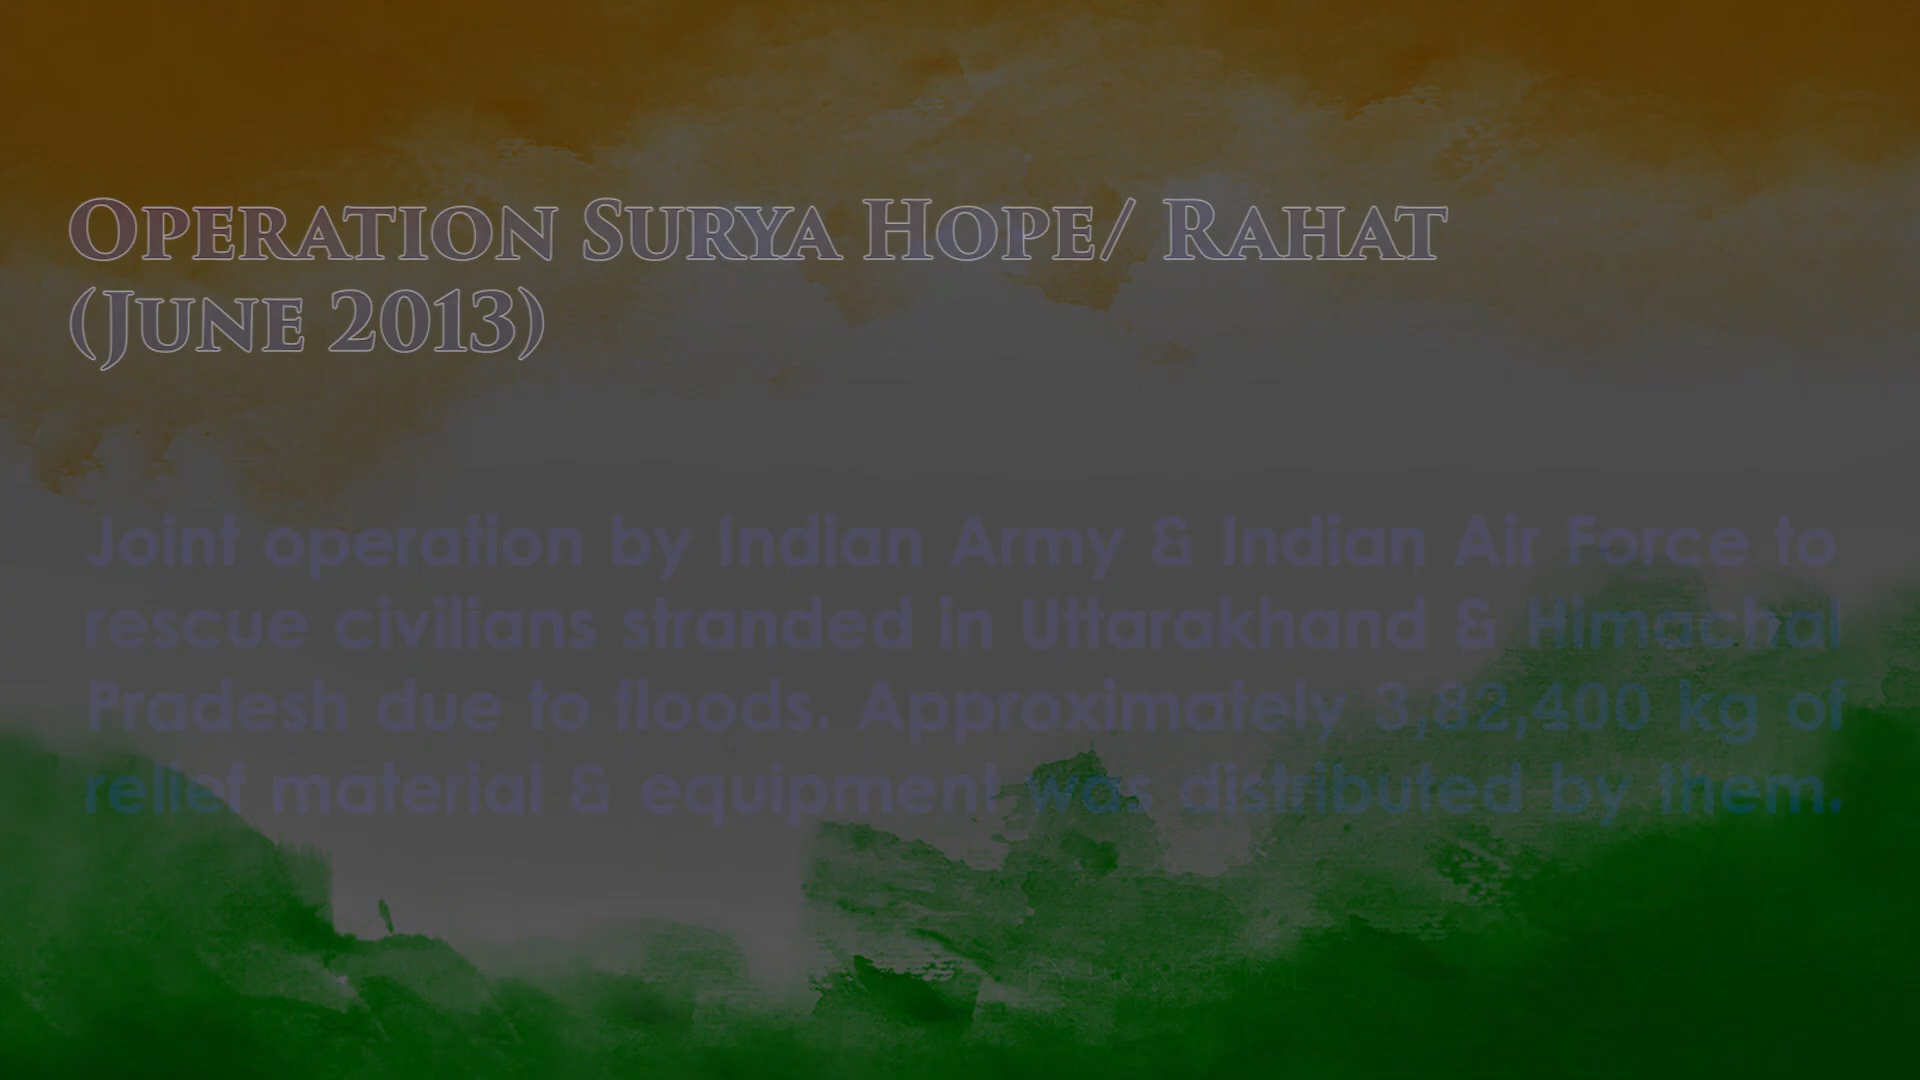 Operation Surya Hope/ Rahat
(June 2013)
Joint operation by Indian Army & Indian Air Force to
rescue civilians stranded in Uttarakhand & Himachal
Pradesh due to floods. Approximately 3,82,400 kg of
relief material & equipment was distributed by them.